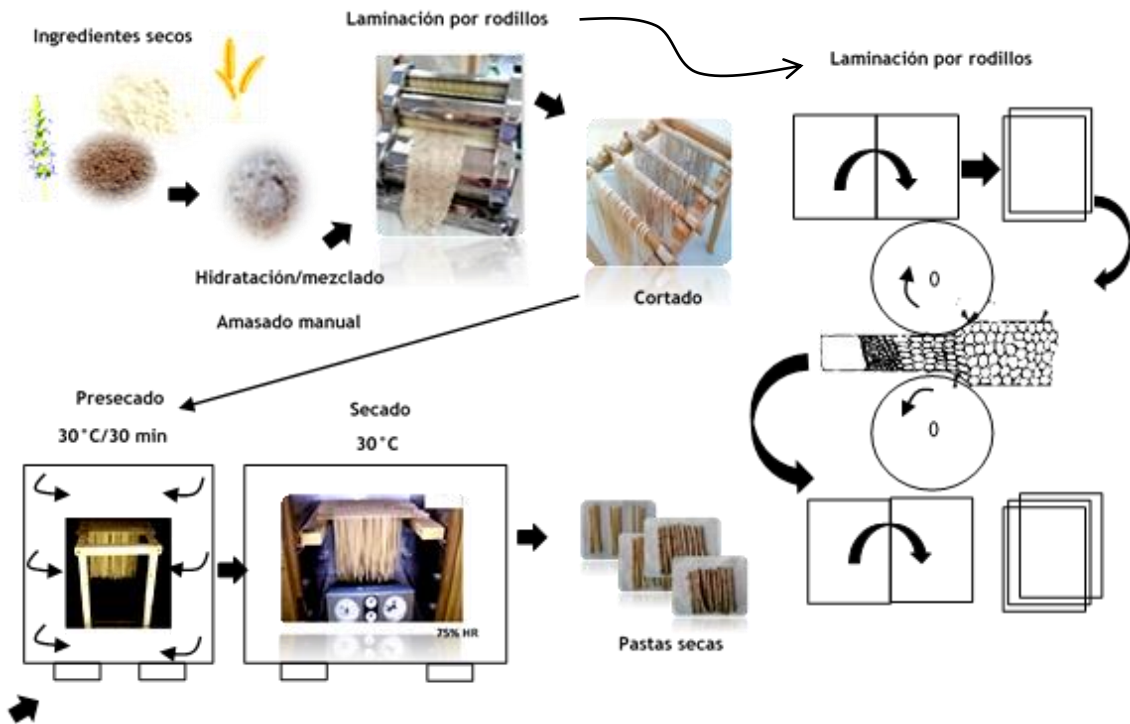 Ingredientes secos
Laminación por rodillos
Laminación por rodillos
Hidratación/mezclado
Amasado manual
Cortado
0
0
Presecado
30°C/30 min
Secado
30°C
75% HR
Pastas secas